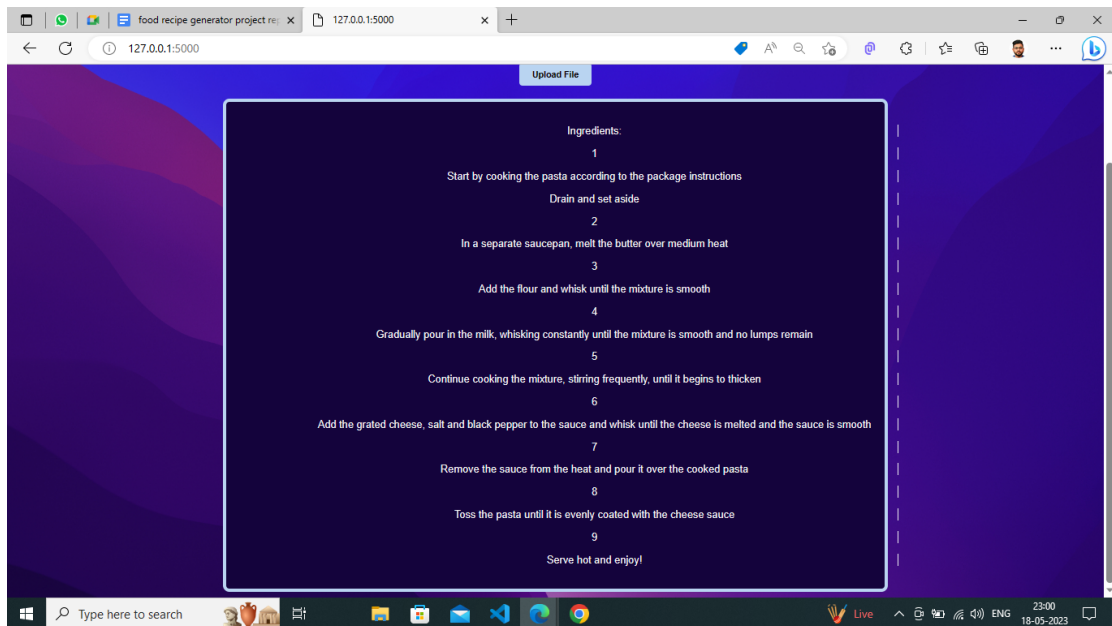 food recipe generator project re
127.0.0.1:5000
127.0.0.1:5000
Upload File
Ingredients:
1
Start by cooking the pasta according to the package instructions
Drain and set aside
2
In a separate saucepan, melt the butter over medium heat
3
Add the flour and whisk until the mixture is smooth
4
Gradually pour in the milk, whisking constantly until the mixture is smooth and no lumps remain
5
Continue cooking the mixture, stirring frequently, until it begins to thicken
6
Add the grated cheese, salt and black pepper to the sauce and whisk until the cheese is melted and the sauce is smooth
7
Remove the sauce from the heat and pour it over the cooked pasta
8
Toss the pasta until it is evenly coated with the cheese sauce
9
Serve hot and enjoy!
Type here to search
Live
ENG
23:00
18-05-2023